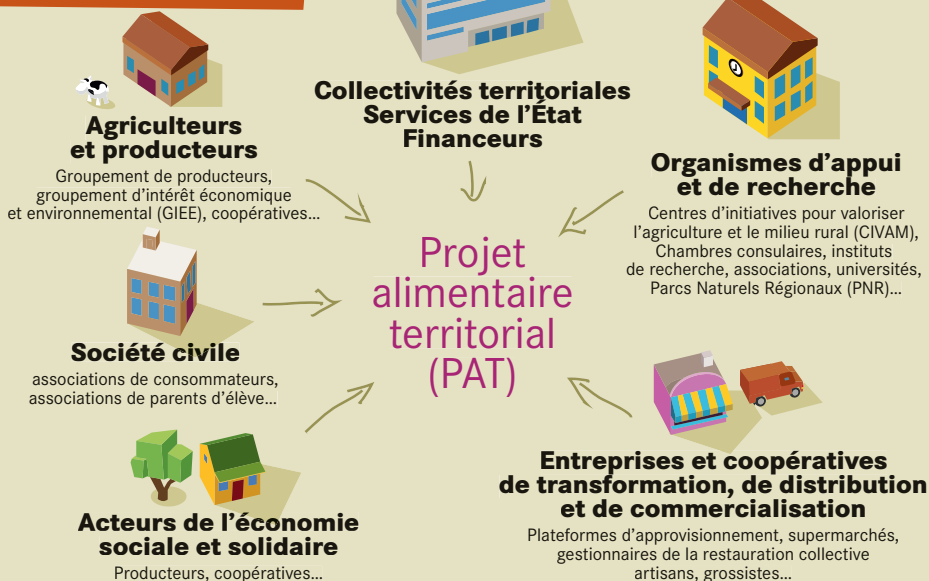 Agriculteurs
et producteurs
Groupement de producteurs,
groupement d'intérêt économique
et environnemental (GIEE), coopératives...
Collectivités territoriales
Services de l'État
Financeurs
Organismes d'appui
et de recherche
Centres d'initiatives pour valoriser
l'agriculture et le milieu rural (CIVAM),
Chambres consulaires, instituts
de recherche, associations, universités,
Parcs Naturels Régionaux (PNR)...
Projet
alimentaire
territorial
(PAT)
Société civile
associations de consommateurs,
associations de parents d'élève...
Acteurs de l'économie
sociale et solidaire
Producteurs, coopératives...
Entreprises et coopératives
de transformation, de distribution
et de commercialisation
Plateformes d'approvisionnement, supermarchés,
gestionnaires de la restauration collective
artisans, grossistes...